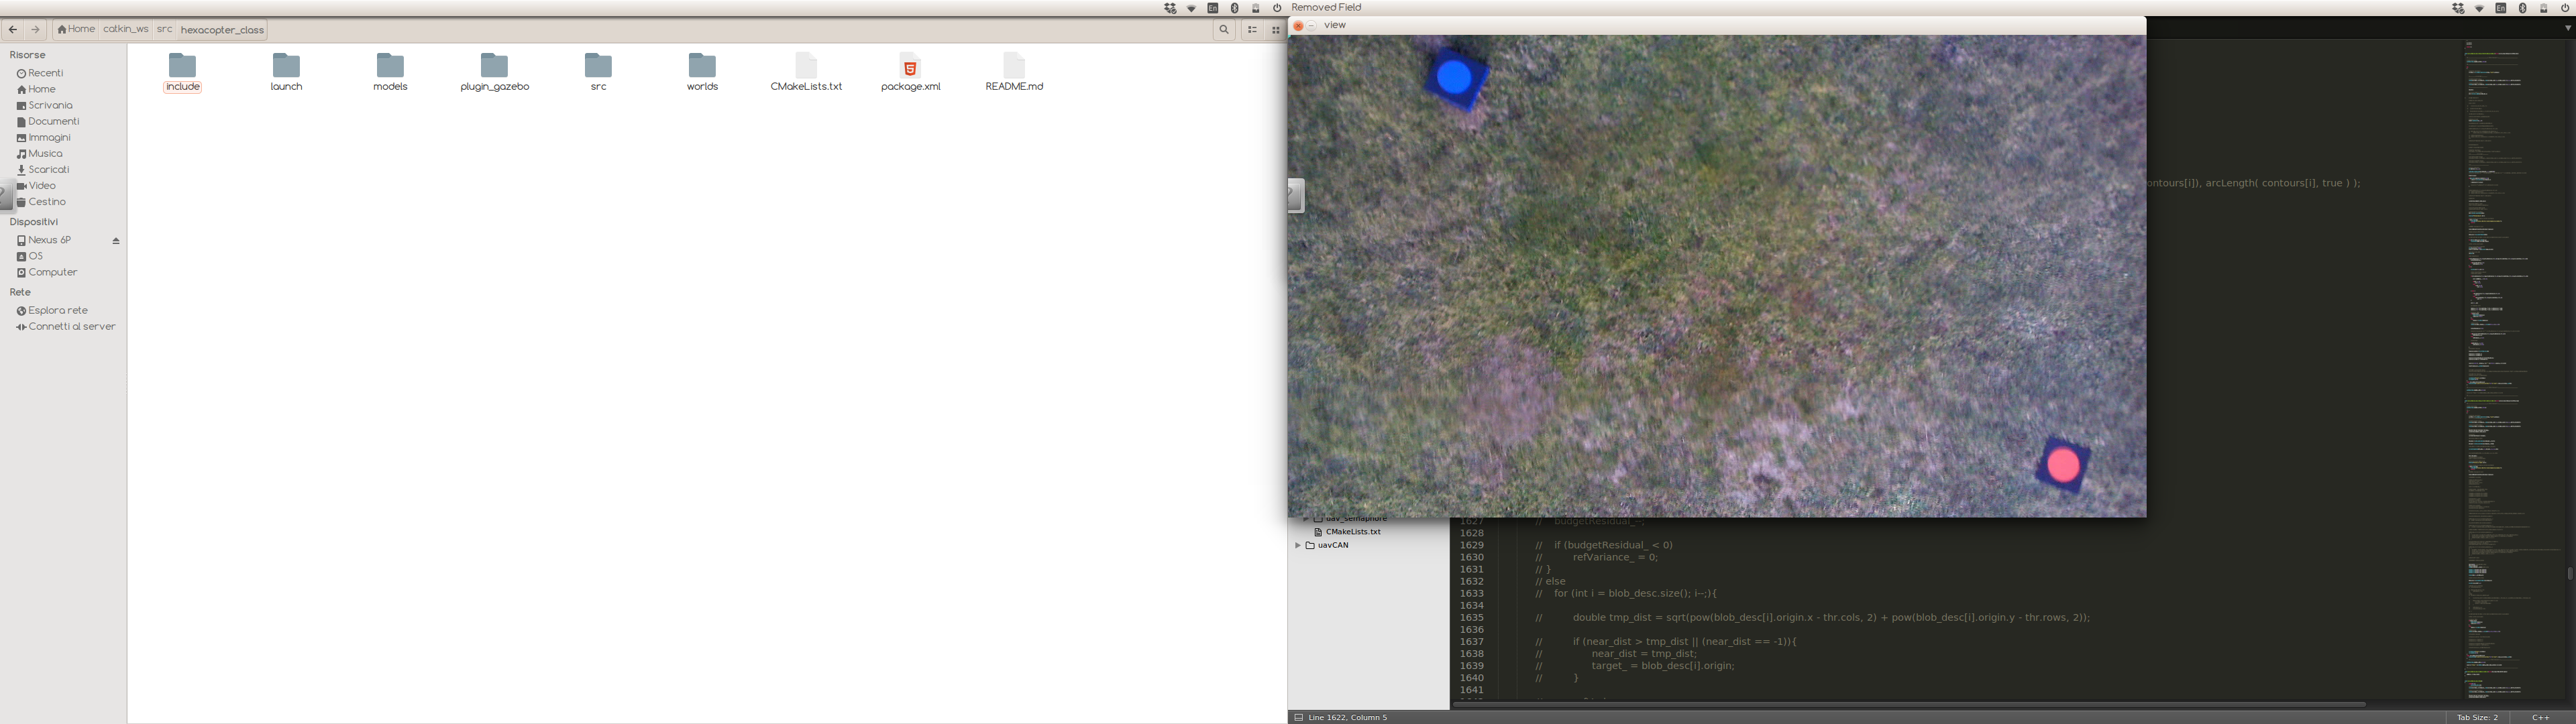 En
Removed Field
En
Home catkin_ws src hexacopter_class
Risorse
Recenti
Home
Scrivania
Documenti
Immagini
Musica
Scaricati
Video
Cestino
Dispositivi
Nexus 6P
OS
Computer
Rete
Esplora rete
Connetti al server
include launch models plugin_gazebo src worlds CMakeLists.txt package.xml README.md
view
ontours[i]), arcLength( contours[i], true ) );
uav_semaphore
CMakeLists.txt
uavCAN
1627 // budgetResidual_--;
1628
1629 // if (budgetResidual_ < 0)
1630 // refVariance_ = 0;
1631 // }
1632 // else
1633 // for (int i = blob_desc.size(); i--;){
1634
1635 // double tmp_dist = sqrt(pow(blob_desc[i].origin.x - thr.cols, 2) + pow(blob_desc[i].origin.y - thr.rows, 2));
1636
1637 // if (near_dist > tmp_dist || (near_dist == -1)){
1638 // near_dist = tmp_dist;
1639 // target_ = blob_desc[i].origin;
1640 // }
1641
Line 1622, Column 5
Tab Size: 2
C++